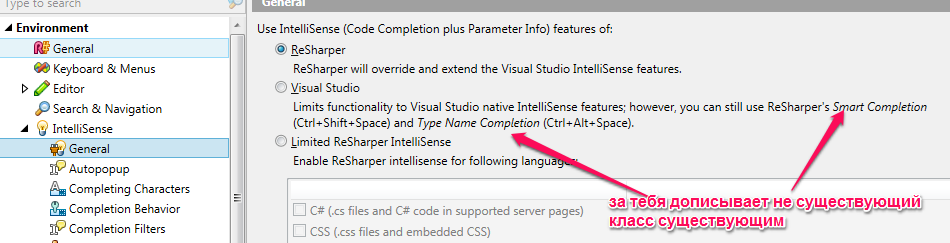 Type to search
General
Environment
Use IntelliSense (Code Completion plus Parameter Info) features of:
R# General
ReSharper
ReSharper will override and extend the Visual Studio IntelliSense features.
Keyboard & Menus
Visual Studio
Editor
Limits functionality to Visual Studio native IntelliSense features; however, you can still use ReSharper's Smart Completion
Search & Navigation
(Ctrl+Shift+Space) and Type Name Completion (Ctrl+Alt+Space).
IntelliSense
Limited ReSharper IntelliSense
General
Enable ReSharper intellisense for following languages:
Autopopup
Completing Characters
за тебя дописывает не существующий
класс существующим
Completion Behavior
C# (.cs files and C# code in supported server pages)
Completion Filters
CSS (.css files and embedded CSS)